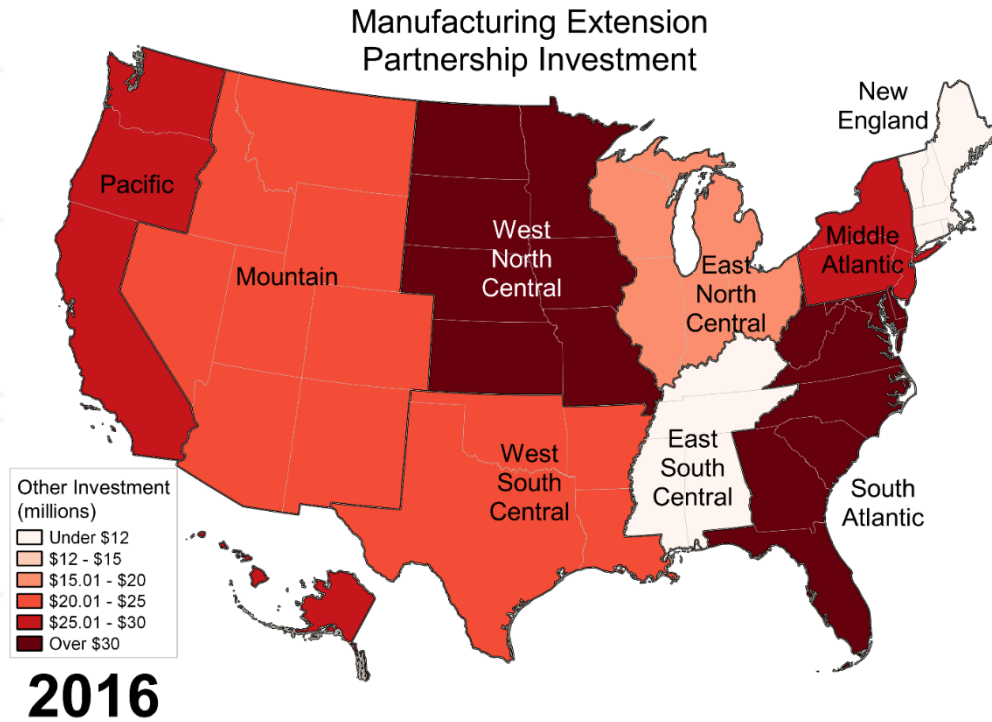 Manufacturing Extension
Partnership Investment
New
England
Pacific
Mountain
West
North
Central
East
North
Central
Middle
Atlantic
West
South
Central
East
South
Central
South
Atlantic
Other Investment
(millions)
Under $12
$12 - $15
$15.01 - $20
$20.01 - $25
$25.01 - $30
Over $30
2016